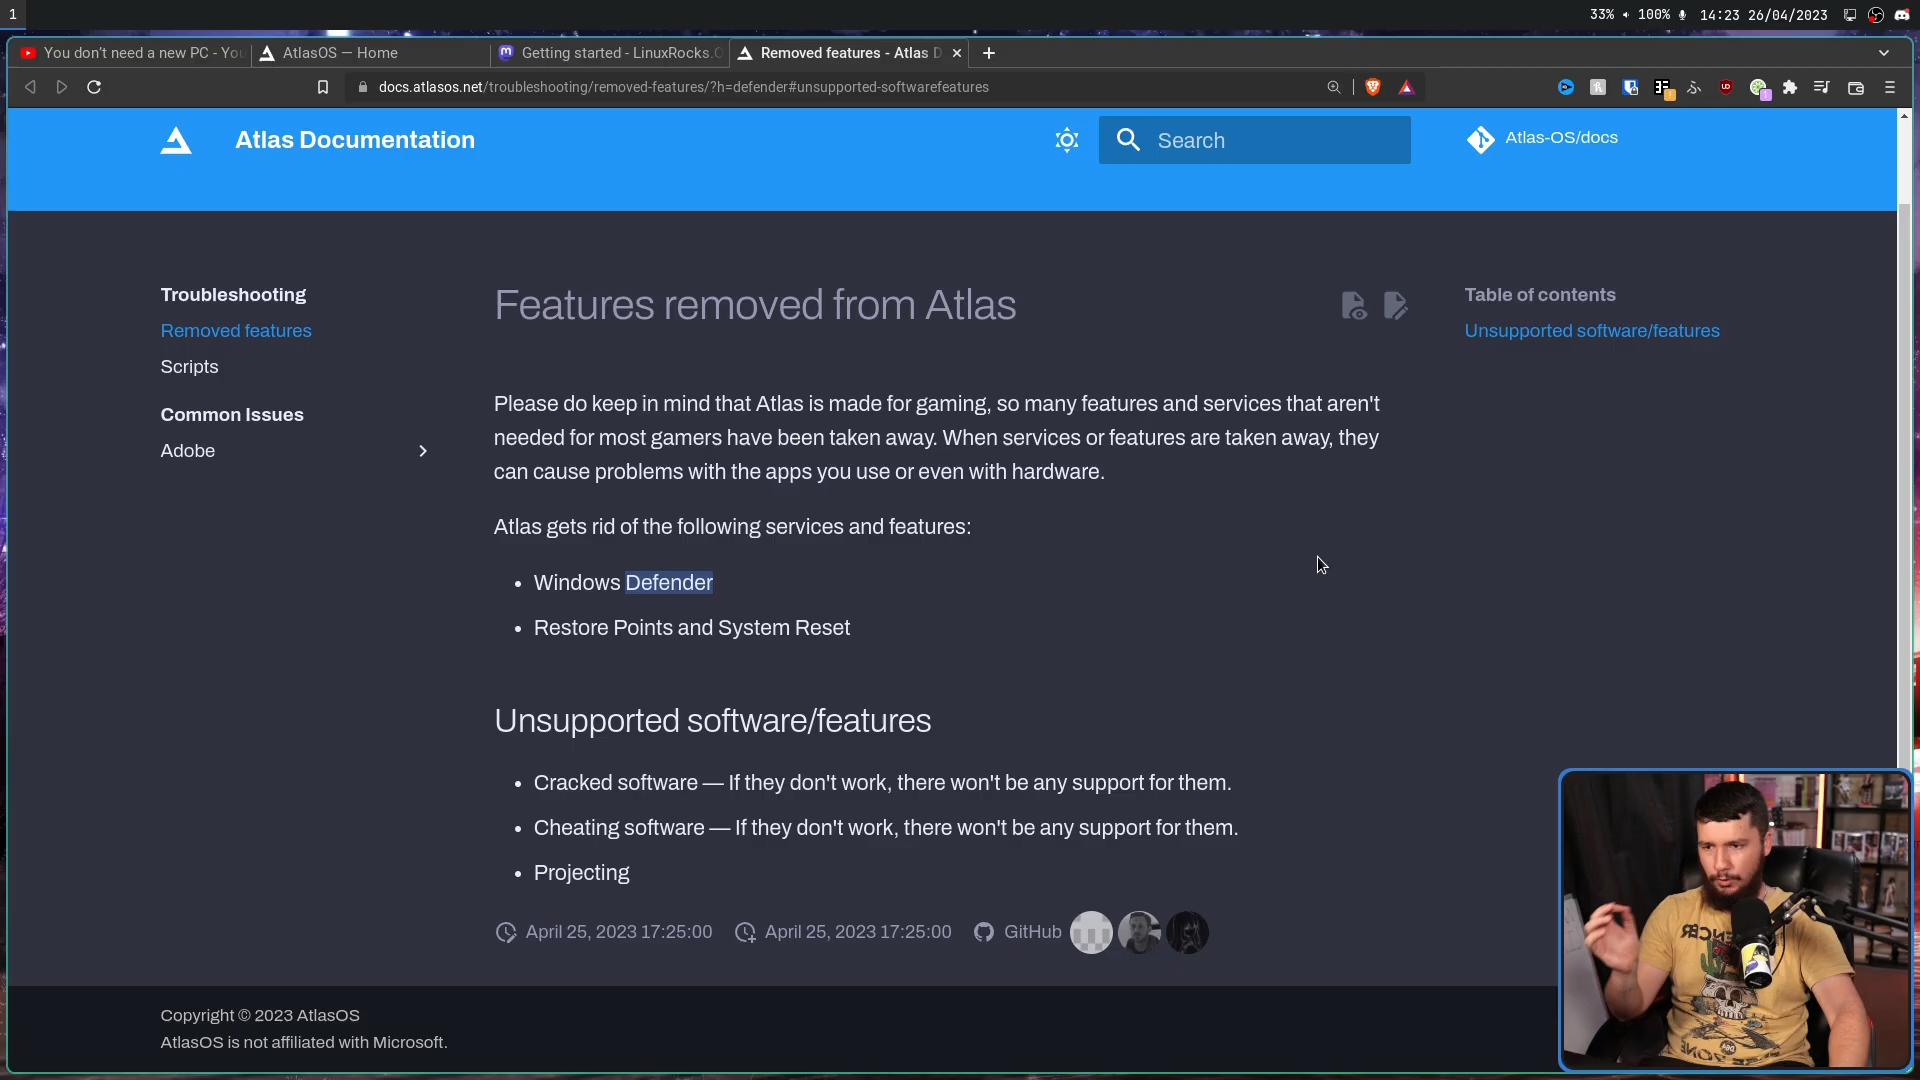 1
33% 100% 14:23 26/04/2023
You don't need a new PC - You
AtlasOS — Home
Getting started - LinuxRocks.O
Removed features - Atlas D
docs.atlasos.net/troubleshooting/removed-features/?h=defender#unsupported-softwarefeatures
Atlas Documentation
Search
Atlas-OS/docs
Troubleshooting
Removed features
Scripts
Common Issues
Adobe
Features removed from Atlas
Please do keep in mind that Atlas is made for gaming, so many features and services that aren't
needed for most gamers have been taken away. When services or features are taken away, they
can cause problems with the apps you use or even with hardware.
Atlas gets rid of the following services and features:
• Windows Defender
• Restore Points and System Reset
Unsupported software/features
• Cracked software — If they don't work, there won't be any support for them.
• Cheating software — If they don't work, there won't be any support for them.
• Projecting
April 25, 2023 17:25:00 April 25, 2023 17:25:00 GitHub
Table of contents
Unsupported software/features
Copyright © 2023 AtlasOS
AtlasOS is not affiliated with Microsoft.